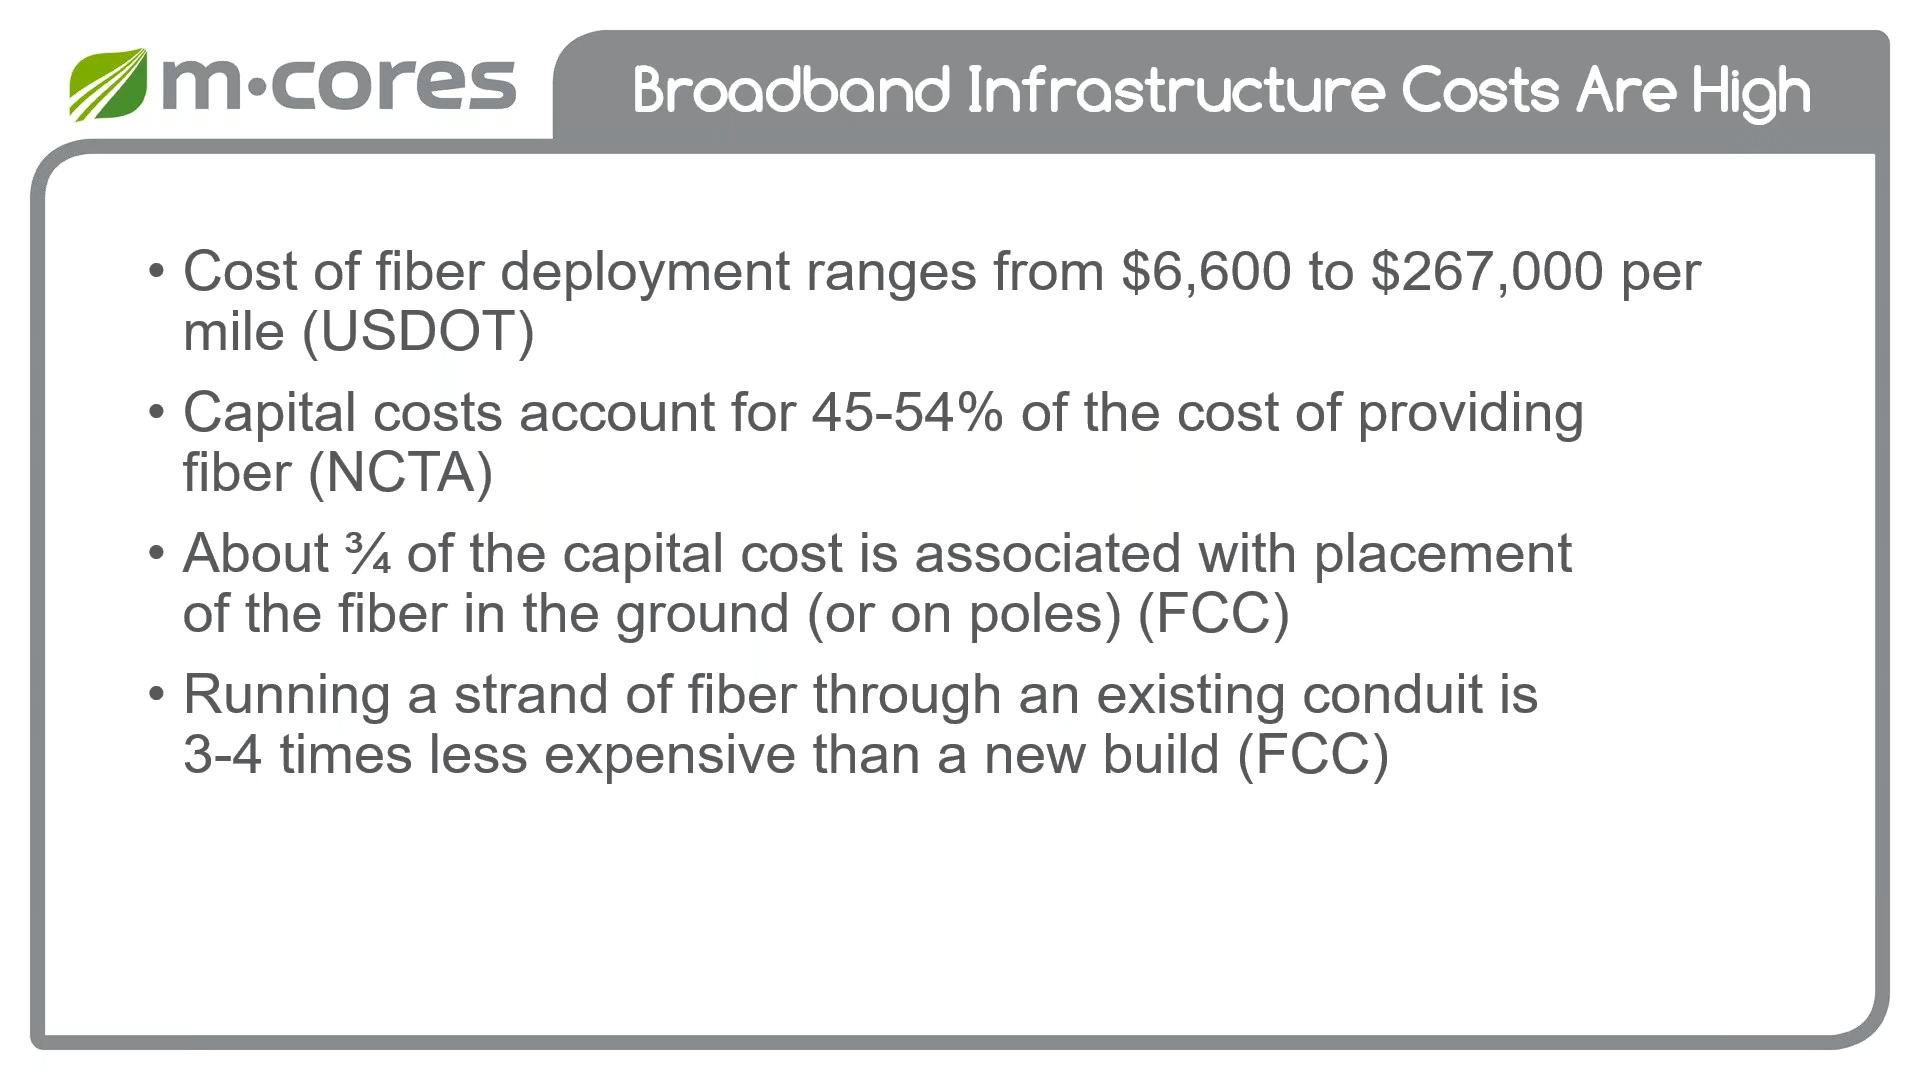 m•cores
Broadband Infrastructure Costs Are High
• Cost of fiber deployment ranges from $6,600 to $267,000 per
mile (USDOT)
• Capital costs account for 45-54% of the cost of providing
fiber (NCTA)
• About ¾ of the capital cost is associated with placement
of the fiber in the ground (or on poles) (FCC)
• Running a strand of fiber through an existing conduit is
3-4 times less expensive than a new build (FCC)